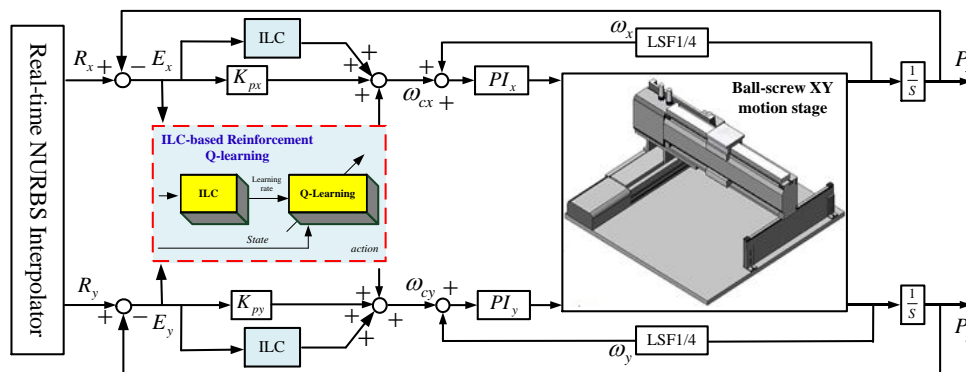 Real-time NURBS Interpolator
R_x
+
−
E_x
ILC
K_px
+
+
+
ω_cx
+
+
PI_x
ω_x
LSF1/4
1/s
P
Ball-screw XY
motion stage
ILC-based Reinforcement
Q-learning
ILC
Learning
rate
Q-Learning
State
action
R_y
+
−
E_y
K_py
ILC
+
+
+
ω_cy
+
+
PI_y
ω_y
LSF1/4
1/s
P